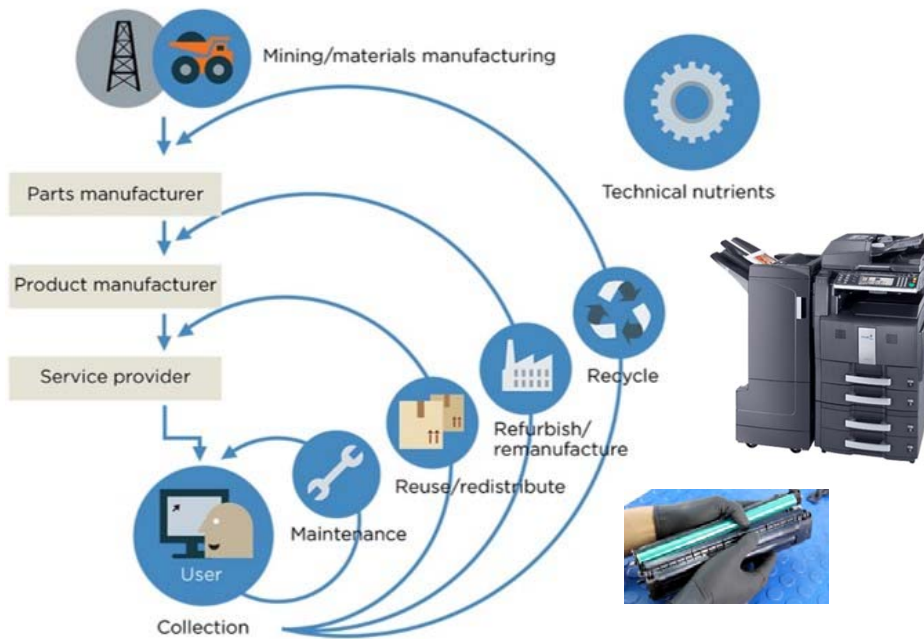 Mining/materials manufacturing
Technical nutrients
Parts manufacturer
Product manufacturer
Service provider
Recycle
Refurbish/
remanufacture
Reuse/redistribute
Maintenance
User
Collection